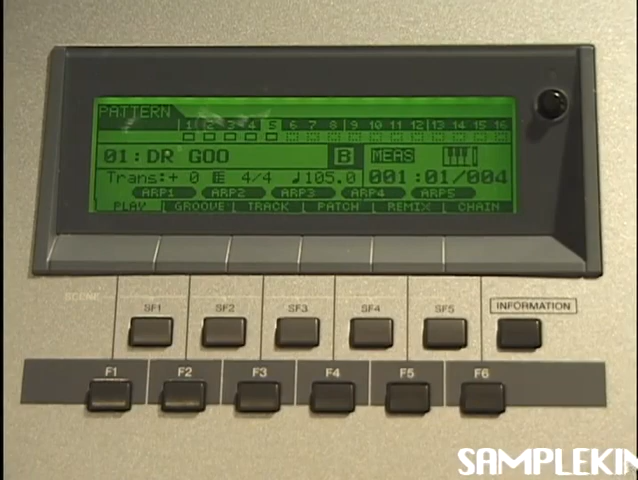 PATTERN
1 2 3 4 5 6 7 8 9 10 11 12 13 14 15 16
01:DR GOO B MEAS
Trans:+ 0 E 4/4 ♩105.0 001:01/004
ARP1 ARP2 ARP3 ARP4 ARP5
PLAY GROOVE TRACK PATCH REMIX CHAIN
SCENE
SF1 SF2 SF3 SF4 SF5 INFORMATION
F1 F2 F3 F4 F5 F6
SAMPLEKIN